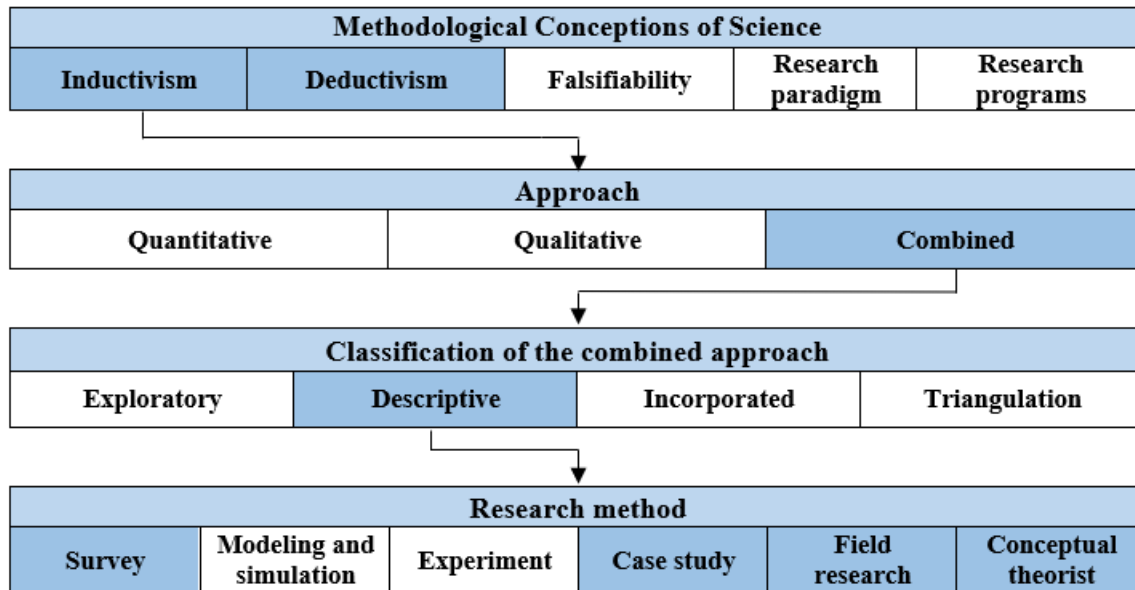 Methodological Conceptions of Science
Inductivism
Deductivism
Falsifiability
Research
paradigm
Research
programs
Approach
Quantitative
Qualitative
Combined
Classification of the combined approach
Exploratory
Descriptive
Incorporated
Triangulation
Research method
Survey
Modeling and
simulation
Experiment
Case study
Field
research
Conceptual
theorist